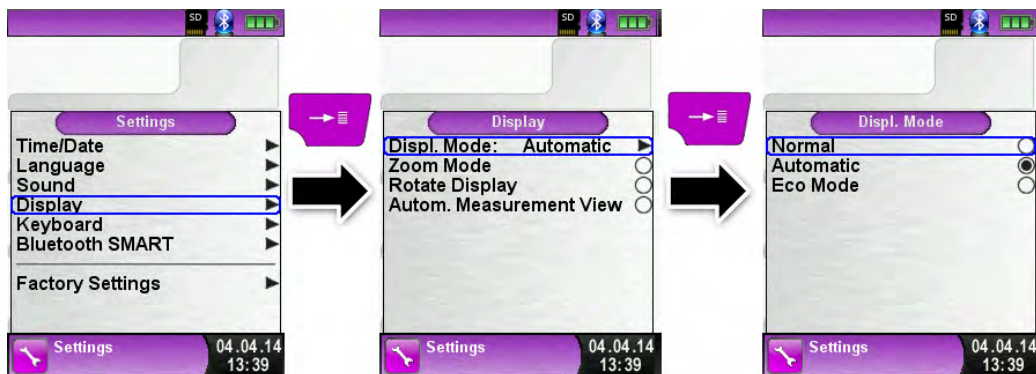 SD
Settings
Time/Date
Language
Sound
Display
Keyboard
Bluetooth SMART
Factory Settings
Settings
04.04.14
13:39
SD
Display
Displ. Mode: Automatic
Zoom Mode
Rotate Display
Autom. Measurement View
Settings
04.04.14
13:39
SD
Displ. Mode
Normal
Automatic
Eco Mode
Settings
04.04.14
13:39